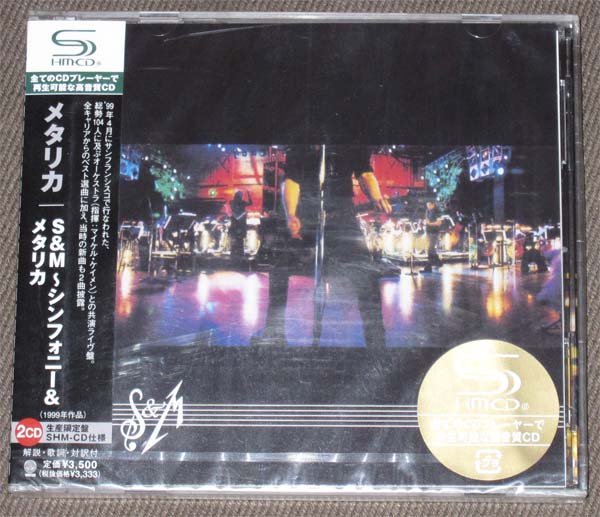 SHM-CD®
全てのCDプレーヤーで
再生可能な高音質CD
メタリカ
S&M〜シンフォニー&
メタリカ
'99年4月にサンフランシスコで行なわれた、
総勢104人に及ぶオーケストラ(指揮:マイケル・ケイメン)との共演ライヴ盤。
全キャリアからのベスト選曲に加え、当時の新曲も2曲披露。
(1999年作品)
2CD
生産限定盤
SHM-CD仕様
解説・歌詞・対訳付
定価¥3,500
(税抜価格¥3,333)
S&M
SHM-CD®
全てのCDプレーヤーで
再生可能な高音質CD
プラ